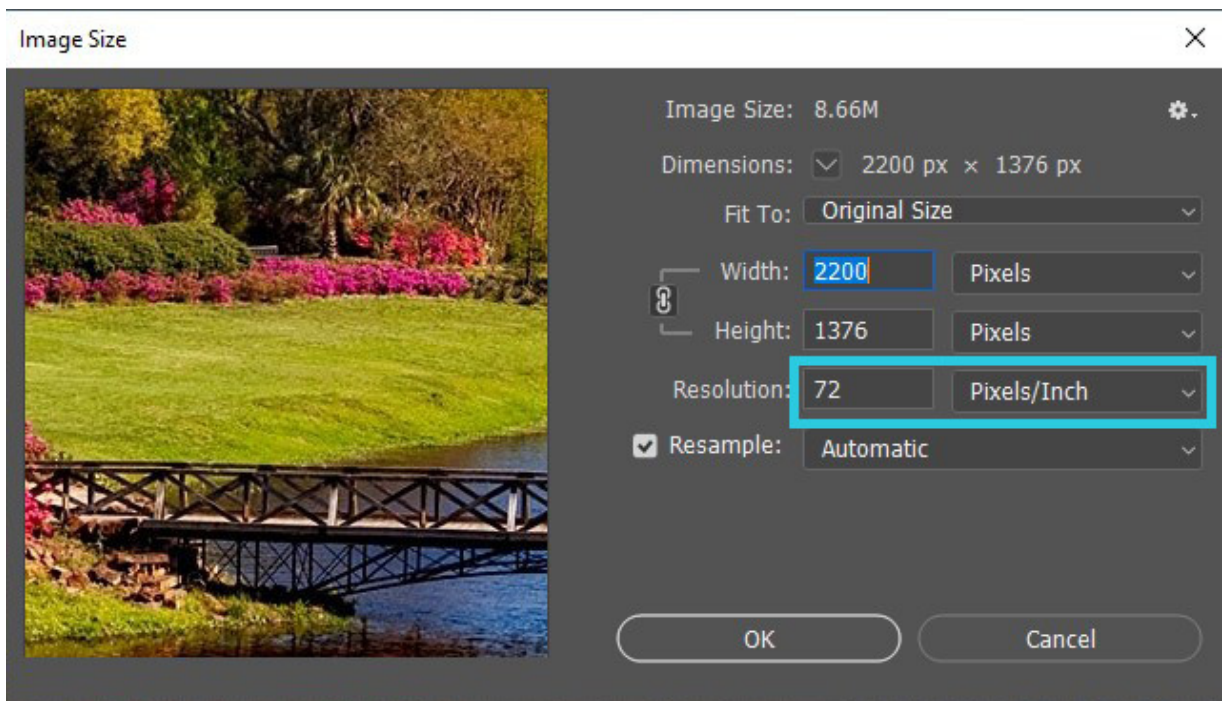 Image Size
Image Size: 8.66M
Dimensions: 2200 px × 1376 px
Fit To: Original Size
Width: 2200 Pixels
Height: 1376 Pixels
Resolution: 72 Pixels/Inch
Resample: Automatic
OK Cancel